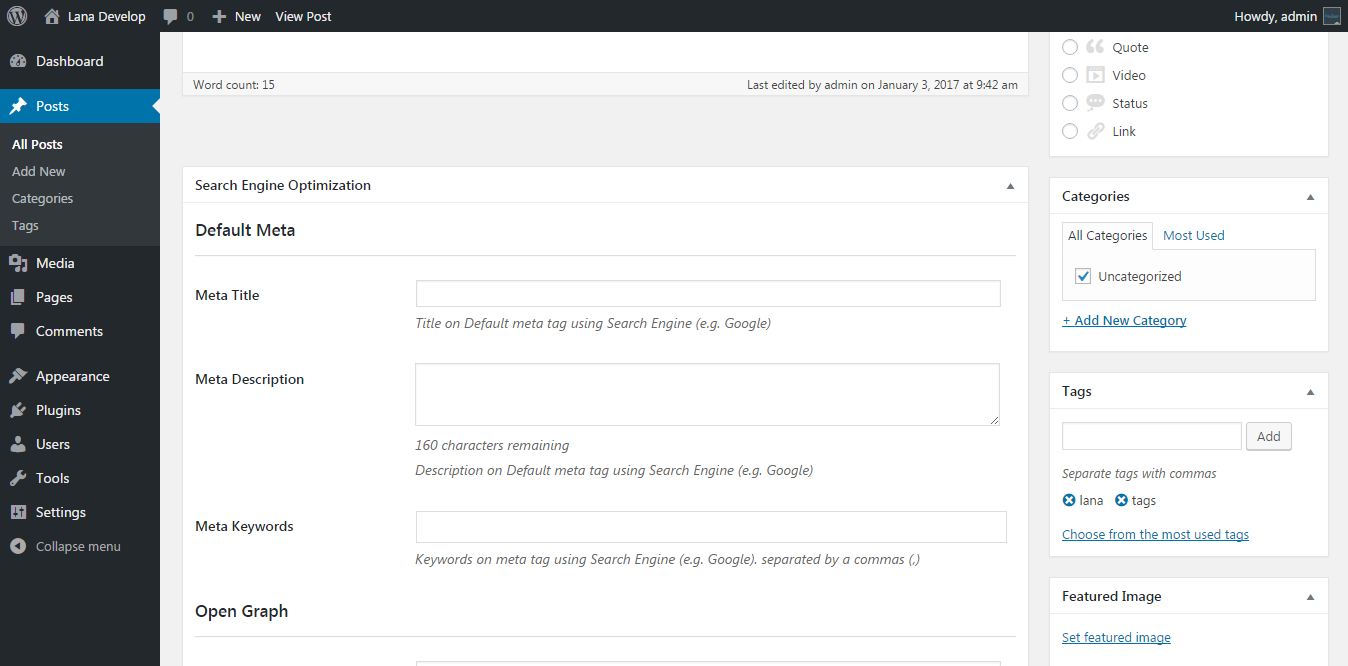 Lana Develop
0
New
View Post
Howdy, admin
Dashboard
Posts
All Posts
Add New
Categories
Tags
Media
Pages
Comments
Appearance
Plugins
Users
Tools
Settings
Collapse menu
Word count: 15
Last edited by admin on January 3, 2017 at 9:42 am
Search Engine Optimization
Default Meta
Meta Title
Title on Default meta tag using Search Engine (e.g. Google)
Meta Description
160 characters remaining
Description on Default meta tag using Search Engine (e.g. Google)
Meta Keywords
Keywords on meta tag using Search Engine (e.g. Google). separated by a commas (,)
Open Graph
Quote
Video
Status
Link
Categories
All Categories
Most Used
Uncategorized
+ Add New Category
Tags
Add
Separate tags with commas
lana
tags
Choose from the most used tags
Featured Image
Set featured image